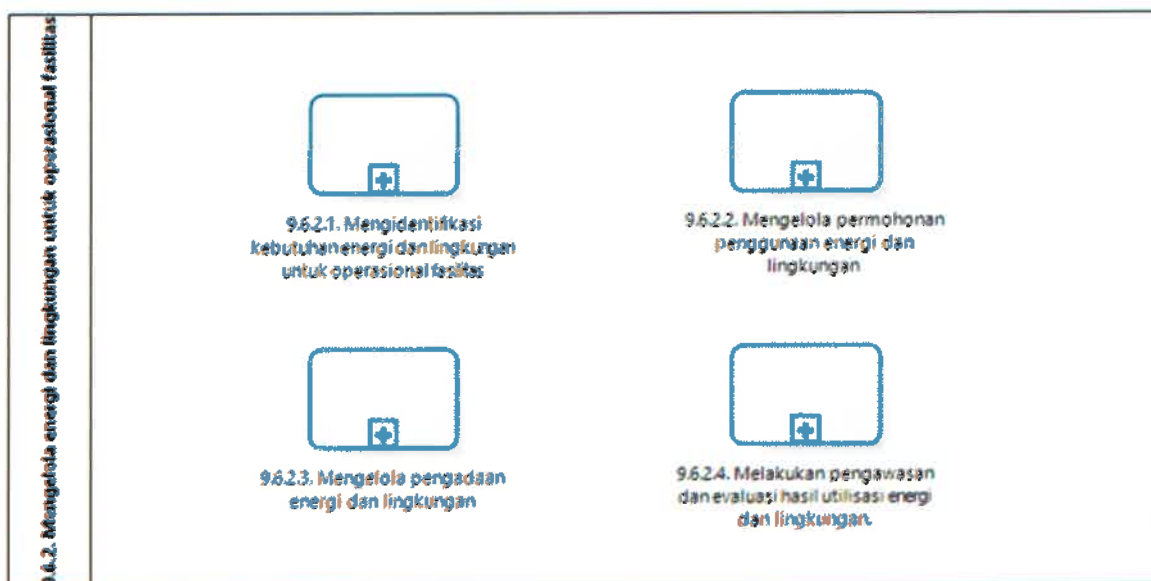 9.6.2. Mengelola energi dan lingkungan untuk operasional fasilitas
9.6.2.1. Mengidentifikasi
kebutuhan energi dan lingkungan
untuk operasional fasilitas
9.6.2.2. Mengelola permohonan
penggunaan energi dan
lingkungan
9.6.2.3. Mengelola pengadaan
energi dan lingkungan
9.6.2.4. Melakukan pengawasan
dan evaluasi hasil utilisasi energi
dan lingkungan.